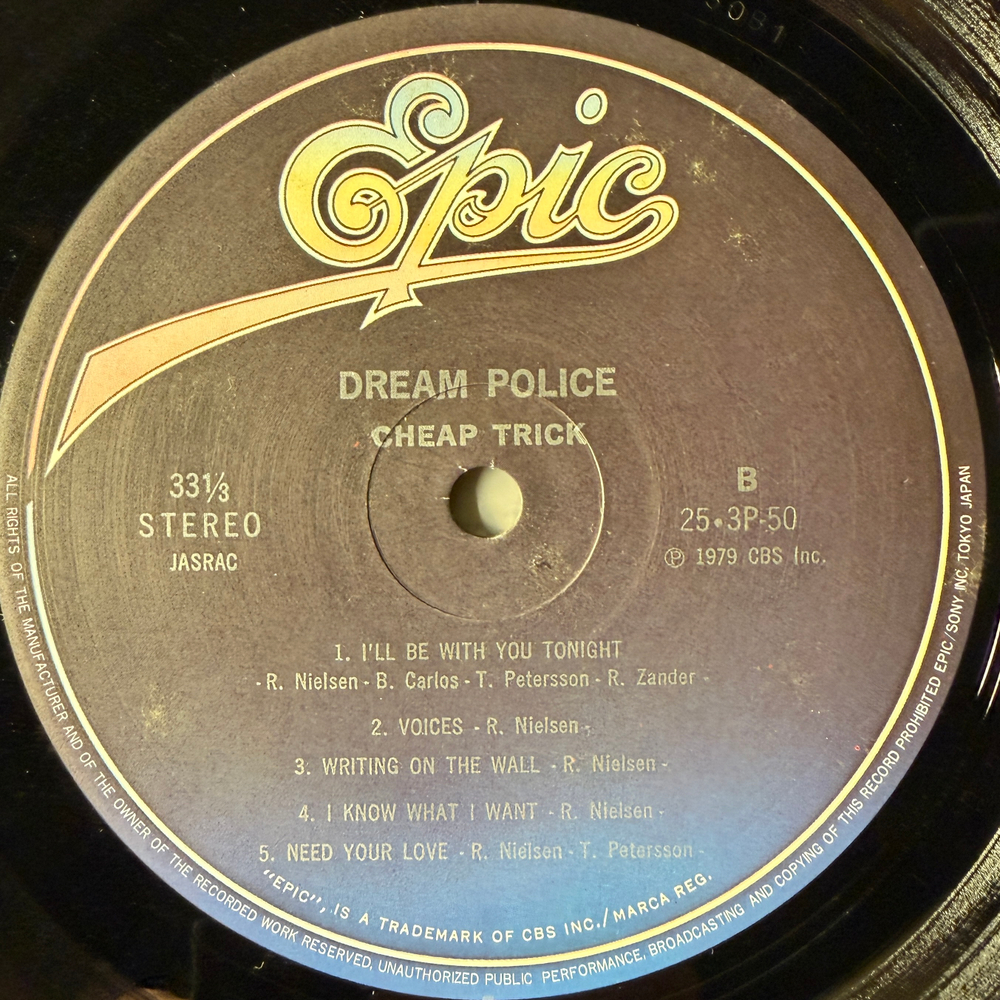 Epic
DREAM POLICE
CHEAP TRICK
33⅓
STEREO
JASRAC
B
25•3P-50
Ⓟ 1979 CBS Inc.
1. I'LL BE WITH YOU TONIGHT
- R. Nielsen - B. Carlos - T. Petersson - R. Zander -
2. VOICES - R. Nielsen -
3. WRITING ON THE WALL - R. Nielsen -
4. I KNOW WHAT I WANT - R. Nielsen -
5. NEED YOUR LOVE - R. Nielsen - T. Petersson -
"EPIC", IS A TRADEMARK OF CBS INC./MARCA REG.
ALL RIGHTS OF THE MANUFACTURER AND OF THE OWNER OF THE RECORDED WORK RESERVED, UNAUTHORIZED PUBLIC PERFORMANCE, BROADCASTING AND COPYING OF THIS RECORD PROHIBITED EPIC/SONY INC. TOKYO JAPAN